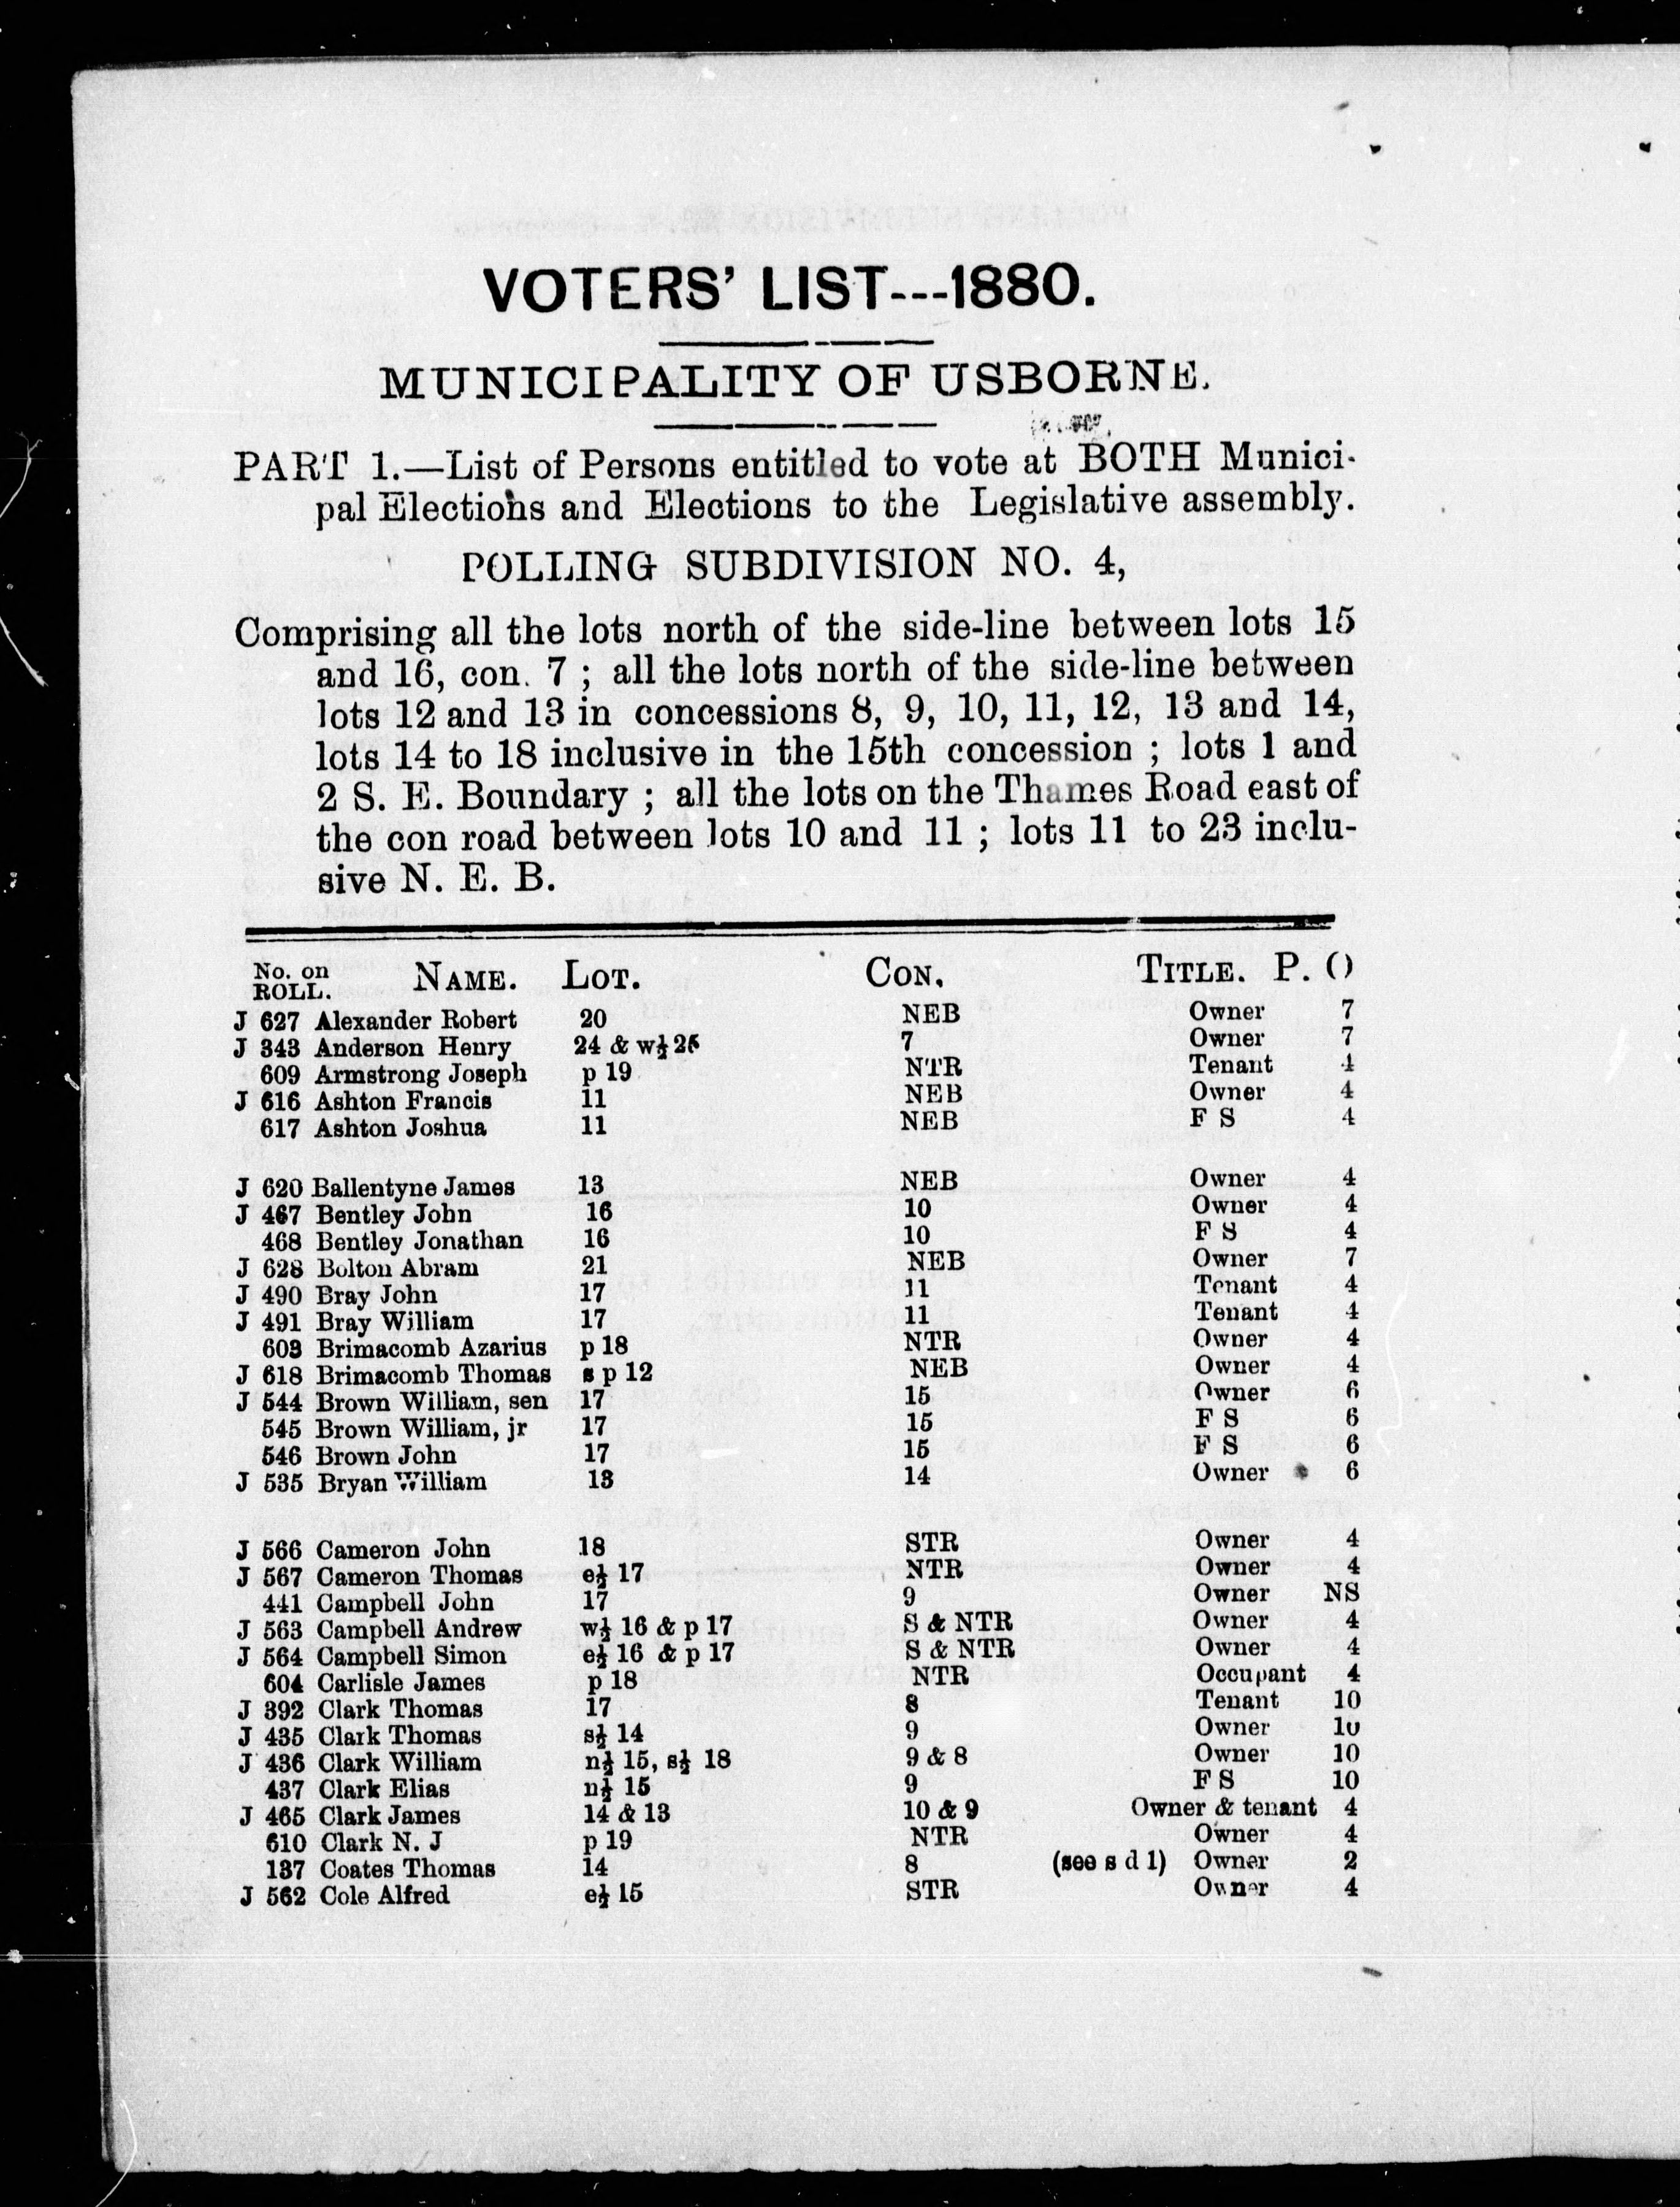 VOTERS' LIST---1880.
MUNICIPALITY OF USBORNE.
PART 1.—List of Persons entitled to vote at BOTH Munici-
pal Elections and Elections to the Legislative assembly.
POLLING SUBDIVISION NO. 4,
Comprising all the lots north of the side-line between lots 15
and 16, con. 7 ; all the lots north of the side-line between
lots 12 and 13 in concessions 8, 9, 10, 11, 12, 13 and 14,
lots 14 to 18 inclusive in the 15th concession ; lots 1 and
2 S. E. Boundary ; all the lots on the Thames Road east of
the con road between lots 10 and 11 ; lots 11 to 23 inclu-
sive N. E. B.
No. on ROLL. NAME. LOT. CON. TITLE. P. O
J 627 Alexander Robert 20 NEB Owner 7
J 343 Anderson Henry 24 & w½ 25 7 Owner 7
609 Armstrong Joseph p 19 NTR Tenant 4
J 616 Ashton Francis 11 NEB Owner 4
617 Ashton Joshua 11 NEB F S 4
J 620 Ballentyne James 13 NEB Owner 4
J 467 Bentley John 16 10 Owner 4
468 Bentley Jonathan 16 10 F S 4
J 628 Bolton Abram 21 NEB Owner 7
J 490 Bray John 17 11 Tenant 4
J 491 Bray William 17 11 Tenant 4
603 Brimacomb Azarius p 18 NTR Owner 4
J 618 Brimacomb Thomas s p 12 NEB Owner 4
J 544 Brown William, sen 17 15 Owner 6
545 Brown William, jr 17 15 F S 6
546 Brown John 17 15 F S 6
J 535 Bryan William 13 14 Owner 6
J 566 Cameron John 18 STR Owner 4
J 567 Cameron Thomas e½ 17 NTR Owner 4
441 Campbell John 17 9 Owner NS
J 563 Campbell Andrew w½ 16 & p 17 S & NTR Owner 4
J 564 Campbell Simon e½ 16 & p 17 S & NTR Owner 4
604 Carlisle James p 18 NTR Occupant 4
J 392 Clark Thomas 17 8 Tenant 10
J 435 Clark Thomas s½ 14 9 Owner 10
J 436 Clark William n½ 15, s½ 18 9 & 8 Owner 10
437 Clark Elias n½ 15 9 F S 10
J 465 Clark James 14 & 13 10 & 9 Owner & tenant 4
610 Clark N. J p 19 NTR Owner 4
137 Coates Thomas 14 8 (see s d 1) Owner 2
J 562 Cole Alfred e½ 15 STR Owner 4